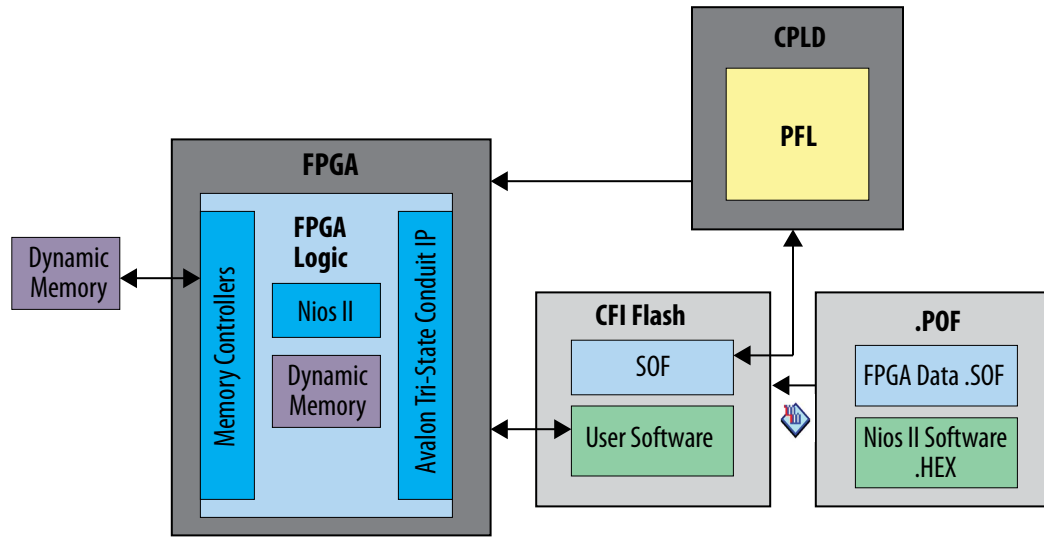 CPLD
PFL
FPGA
FPGA
Logic
Memory Controllers
Nios II
Dynamic
Memory
Avalon Tri-State Conduit IP
Dynamic
Memory
CFI Flash
SOF
User Software
.POF
FPGA Data .SOF
Nios II Software
.HEX